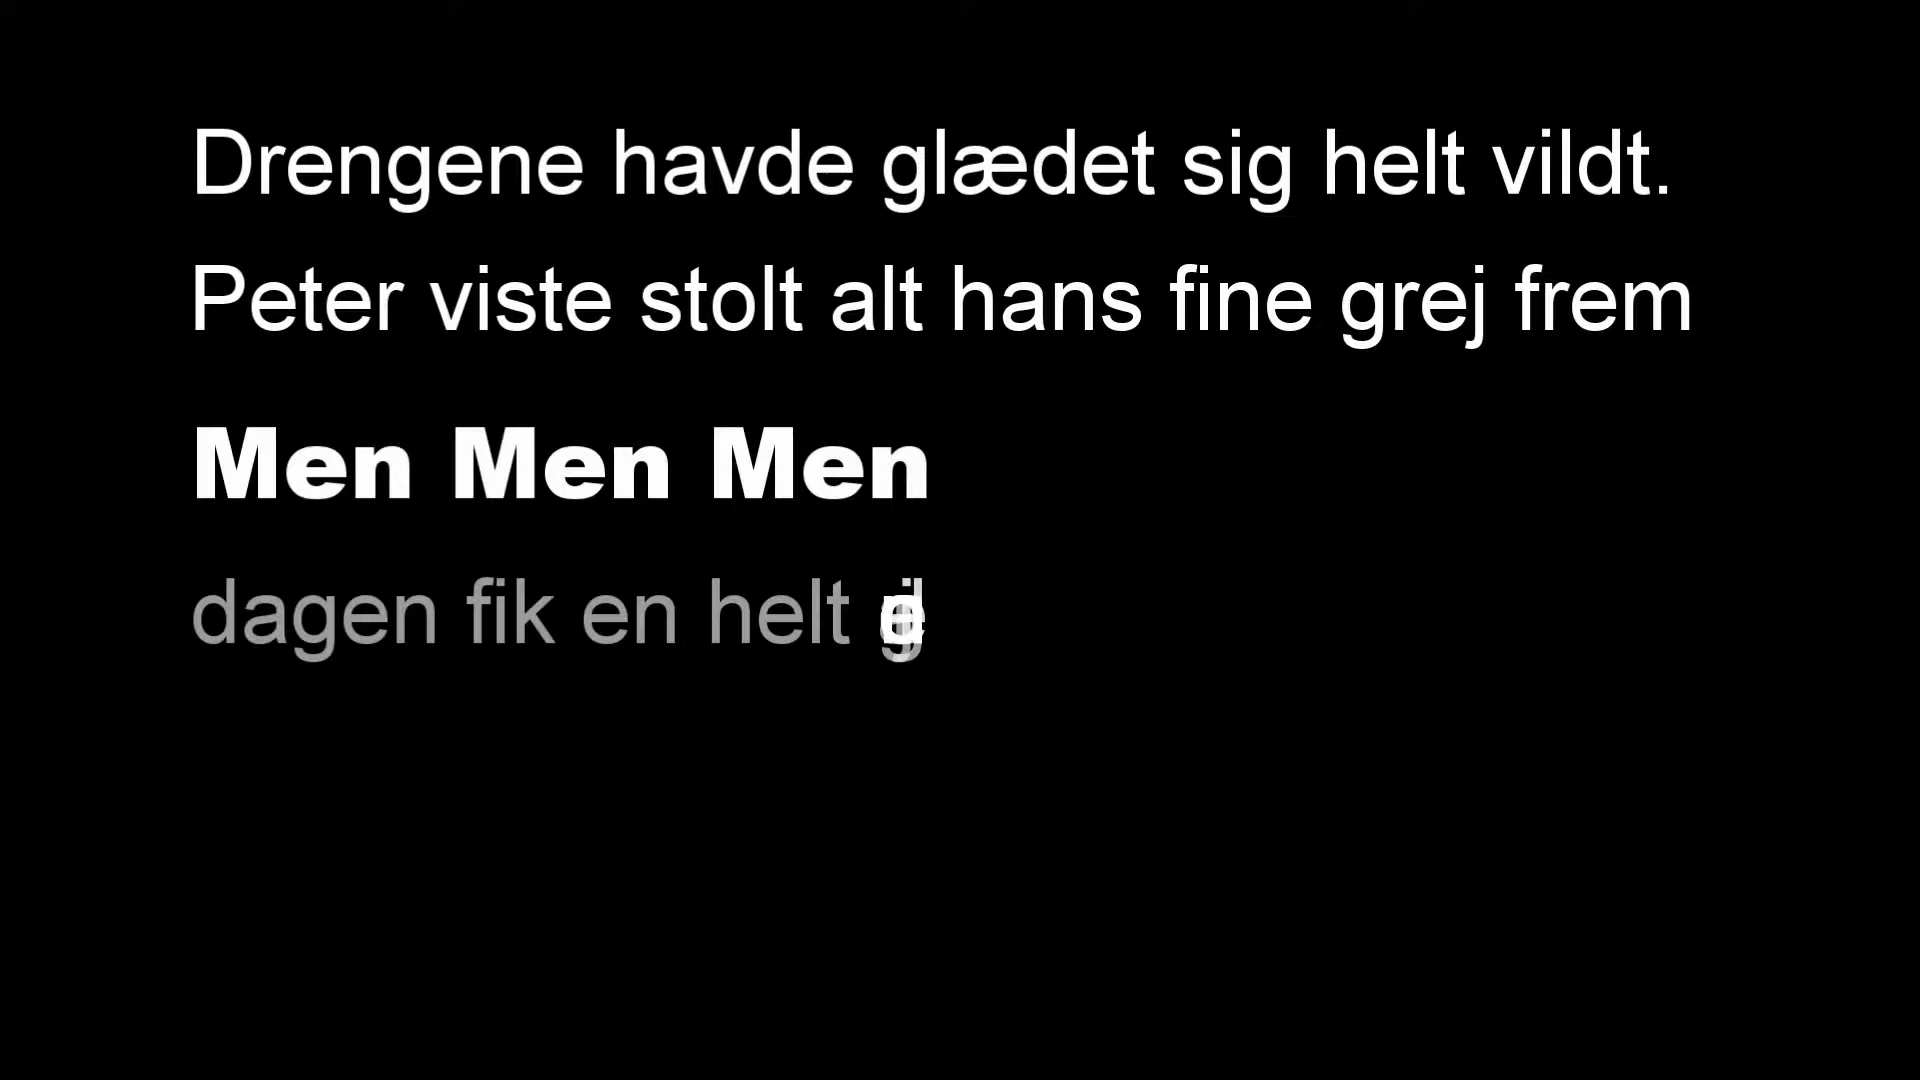 Drengene havde glædet sig helt vildt.
Peter viste stolt alt hans fine grej frem
Men Men Men
dagen fik en helt